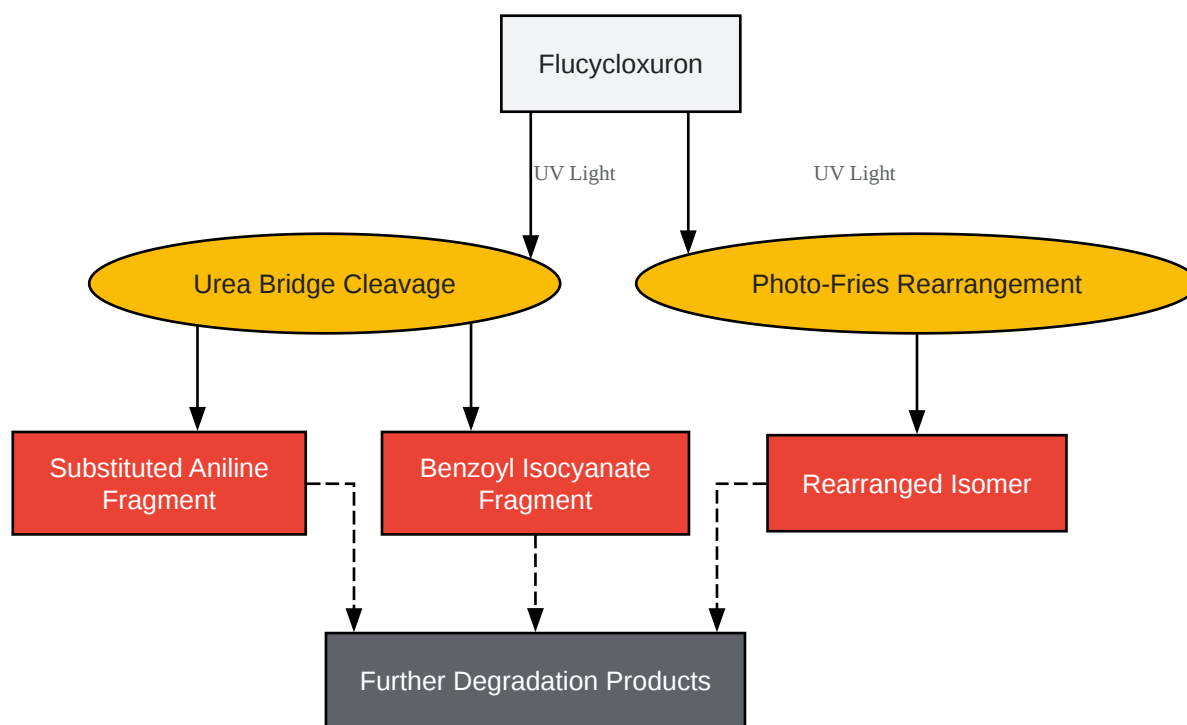 Flucycloxuron
UV Light
UV Light
Urea Bridge Cleavage
Photo-Fries Rearrangement
Substituted Aniline
Fragment
Benzoyl Isocyanate
Fragment
Rearranged Isomer
Further Degradation Products